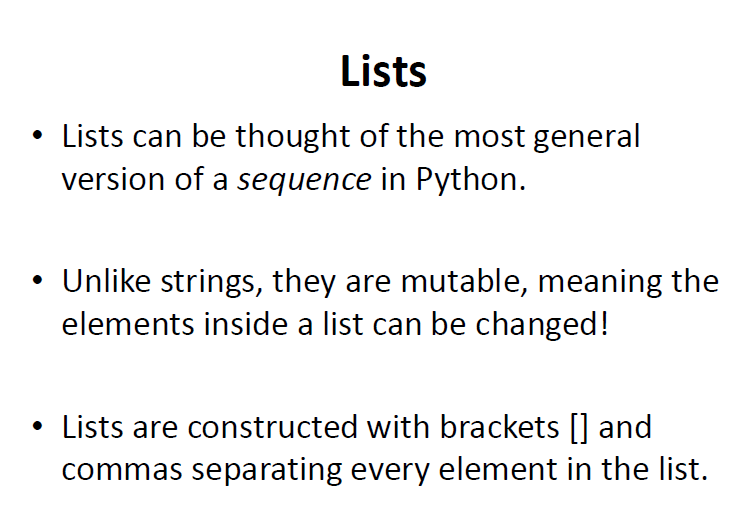 Lists
• Lists can be thought of the most general
version of a sequence in Python.
• Unlike strings, they are mutable, meaning the
elements inside a list can be changed!
• Lists are constructed with brackets [] and
commas separating every element in the list.